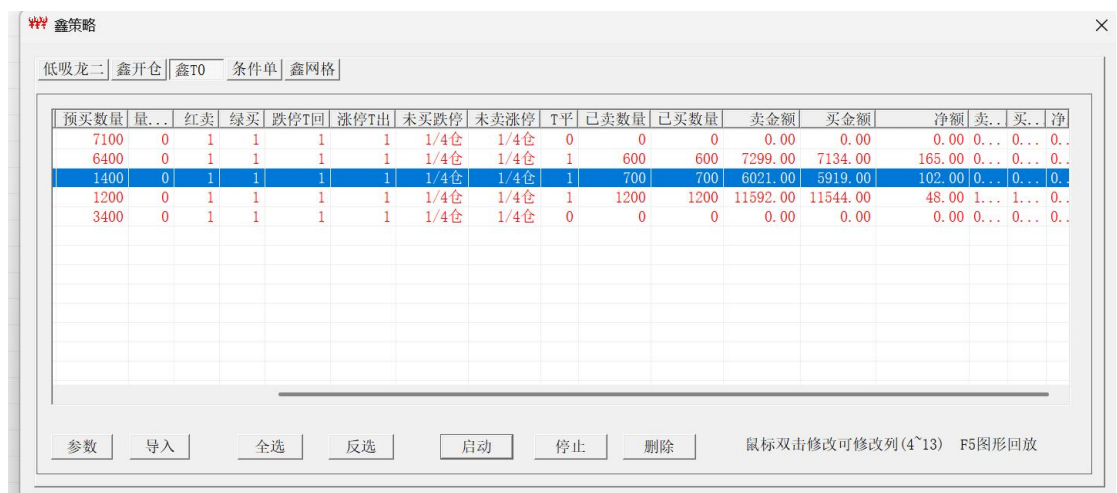 鑫策略
低吸龙二 鑫开仓 鑫T0 条件单 鑫网格
预买数量 量... 红卖 绿买 跌停T回 涨停T出 未买跌停 未卖涨停 T平 已卖数量 已买数量 卖金额 买金额 净额 卖.. 买.. 净
7100 0 1 1 1 1 1/4仓 1/4仓 0 0 0 0.00 0.00 0.00 0... 0... 0..
6400 0 1 1 1 1 1/4仓 1/4仓 1 600 600 7299.00 7134.00 165.00 0... 0... 0..
1400 0 1 1 1 1 1/4仓 1/4仓 1 700 700 6021.00 5919.00 102.00 0... 0... 0..
1200 0 1 1 1 1 1/4仓 1/4仓 1 1200 1200 11592.00 11544.00 48.00 1... 1... 0..
3400 0 1 1 1 1 1/4仓 1/4仓 0 0 0 0.00 0.00 0.00 0... 0... 0..
参数 导入 全选 反选 启动 停止 删除 鼠标双击修改可修改列(4~13) F5图形回放